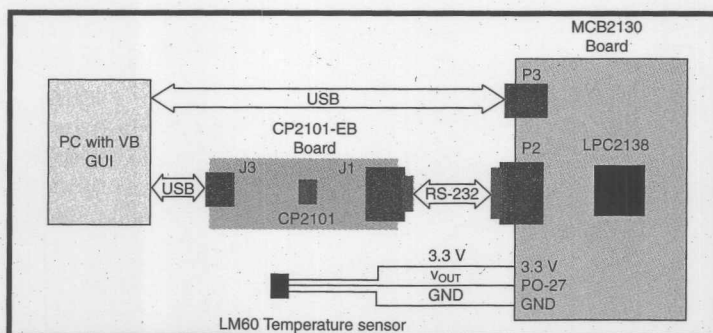 MCB2130
Board
P3
USB
PC with VB
GUI
CP2101-EB
Board
P2
LPC2138
J3
J1
USB
RS-232
CP2101
3.3 V
3.3 V
VOUT
PO-27
GND
GND
LM60 Temperature sensor